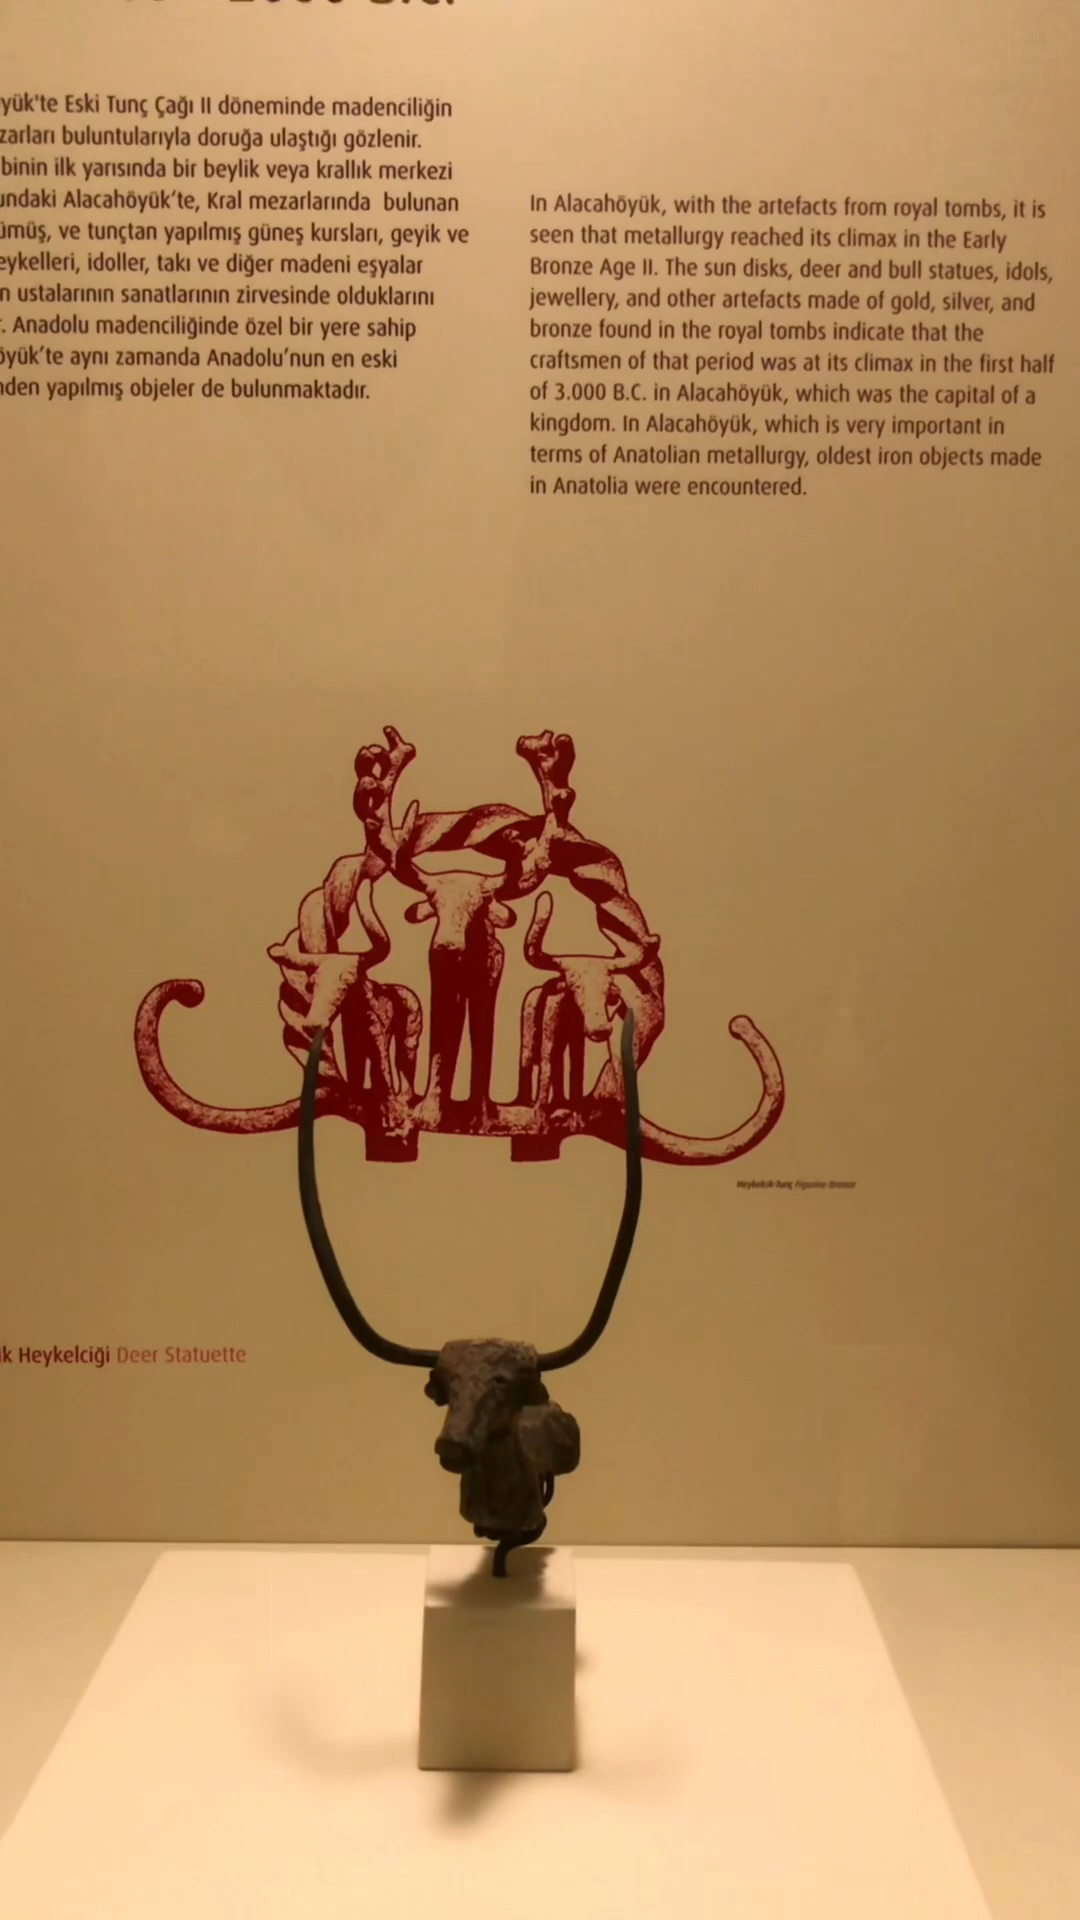 yük'te Eski Tunç Çağı II döneminde madenciliğin
zarları buluntularıyla doruğa ulaştığı gözlenir.
binin ilk yarısında bir beylik veya krallık merkezi
undaki Alacahöyük'te, Kral mezarlarında bulunan
ümüş, ve tunçtan yapılmış güneş kursları, geyik ve
eykelleri, idoller, takı ve diğer madeni eşyalar
n ustalarının sanatlarının zirvesinde olduklarını
. Anadolu madenciliğinde özel bir yere sahip
öyük'te aynı zamanda Anadolu'nun en eski
nden yapılmış objeler de bulunmaktadır.
In Alacahöyük, with the artefacts from royal tombs, it is
seen that metallurgy reached its climax in the Early
Bronze Age II. The sun disks, deer and bull statues, idols,
jewellery, and other artefacts made of gold, silver, and
bronze found in the royal tombs indicate that the
craftsmen of that period was at its climax in the first half
of 3.000 B.C. in Alacahöyük, which was the capital of a
kingdom. In Alacahöyük, which is very important in
terms of Anatolian metallurgy, oldest iron objects made
in Anatolia were encountered.
Heykelcik-Tunç Figurine-Bronze
k Heykelciği Deer Statuette